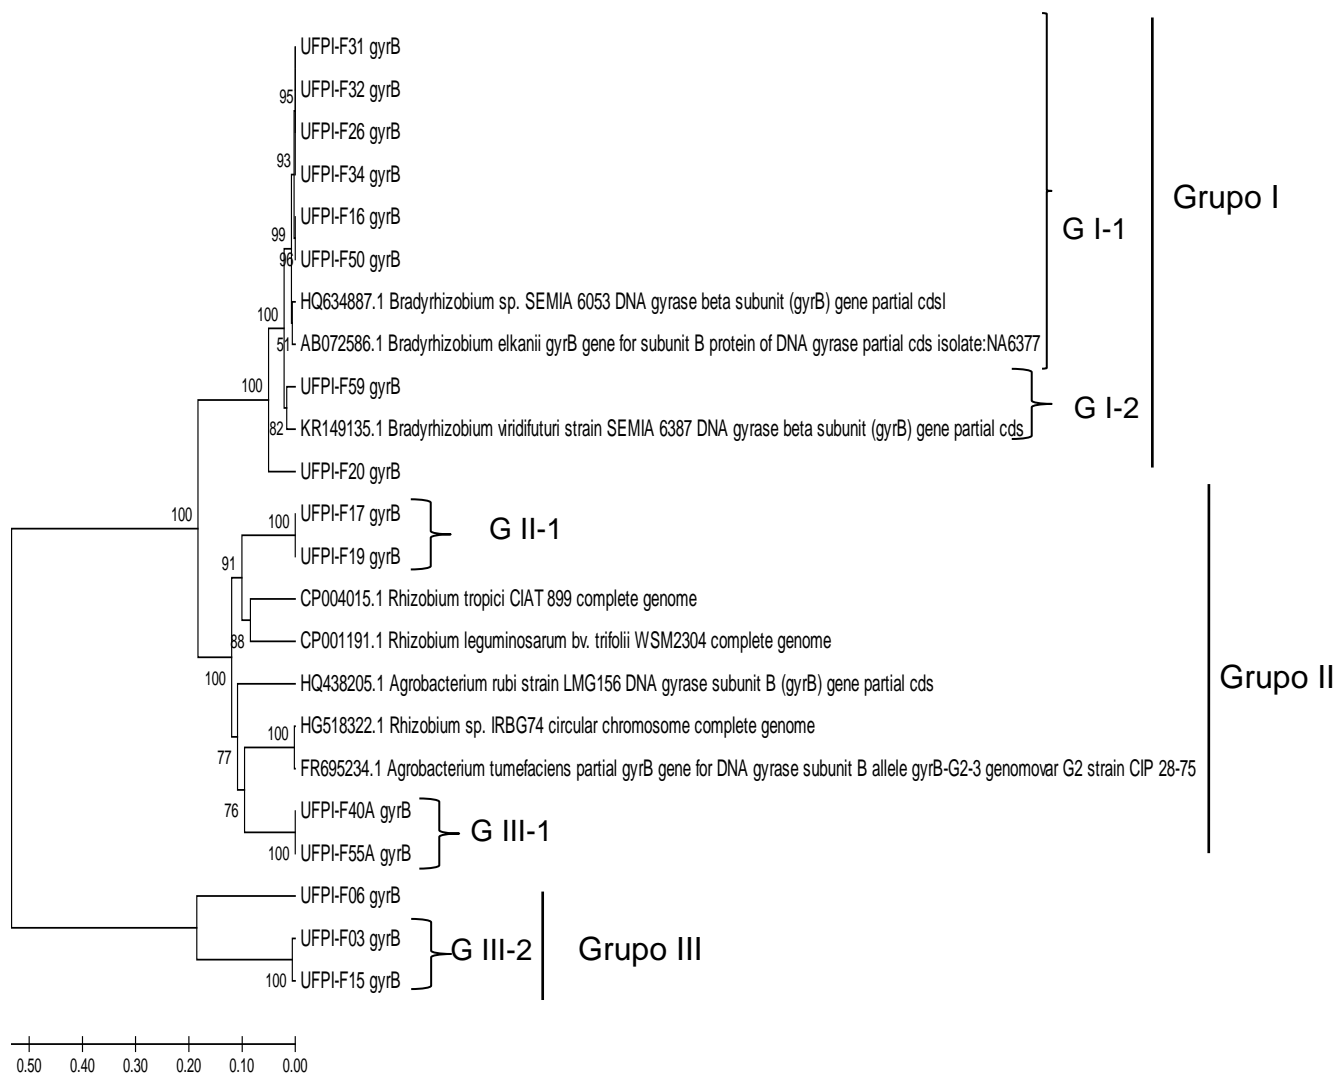 UFPI-F31 gyrB
UFPI-F32 gyrB
95
UFPI-F26 gyrB
93
UFPI-F34 gyrB
Grupo I
UFPI-F16 gyrB
G I-1
99
96
UFPI-F50 gyrB
HQ634887.1 Bradyrhizobium sp. SEMIA 6053 DNA gyrase beta subunit (gyrB) gene partial cdsl
100
51
AB072586.1 Bradyrhizobium elkanii gyrB gene for subunit B protein of DNA gyrase partial cds isolate:NA6377
100
UFPI-F59 gyrB
G I-2
82
KR149135.1 Bradyrhizobium viridifuturi strain SEMIA 6387 DNA gyrase beta subunit (gyrB) gene partial cds
UFPI-F20 gyrB
100
100
UFPI-F17 gyrB
G II-1
UFPI-F19 gyrB
91
CP004015.1 Rhizobium tropici CIAT 899 complete genome
88
CP001191.1 Rhizobium leguminosarum bv. trifolii WSM2304 complete genome
100
HQ438205.1 Agrobacterium rubi strain LMG156 DNA gyrase subunit B (gyrB) gene partial cds
Grupo II
100
HG518322.1 Rhizobium sp. IRBG74 circular chromosome complete genome
77
FR695234.1 Agrobacterium tumefaciens partial gyrB gene for DNA gyrase subunit B allele gyrB-G2-3 genomovar G2 strain CIP 28-75
76
UFPI-F40A gyrB
G III-1
100
UFPI-F55A gyrB
UFPI-F06 gyrB
UFPI-F03 gyrB
G III-2
Grupo III
100
UFPI-F15 gyrB
0.50 0.40 0.30 0.20 0.10 0.00